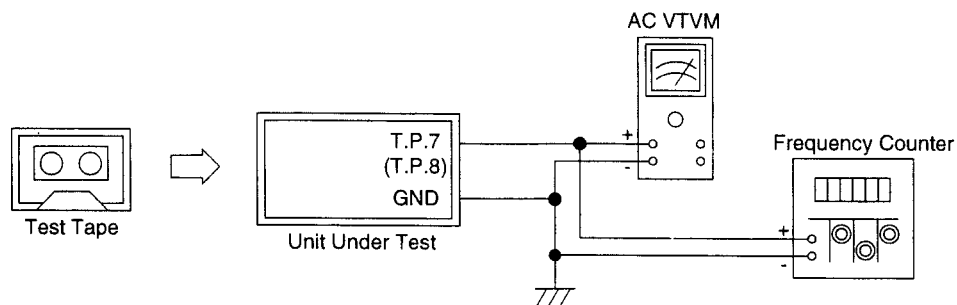 AC VTVM
T.P.7
(T.P.8)
GND
+
-
Frequency Counter
+
-
Test Tape
Unit Under Test